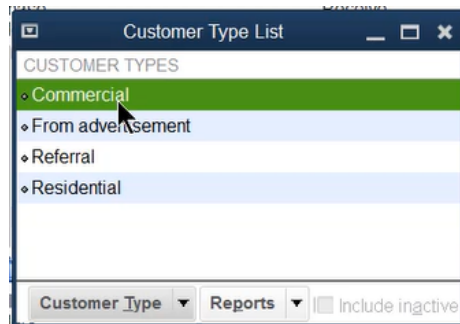 Customer Type List
CUSTOMER TYPES
Commercial
From advertisement
Referral
Residential
Customer Type
Reports
Include inactive